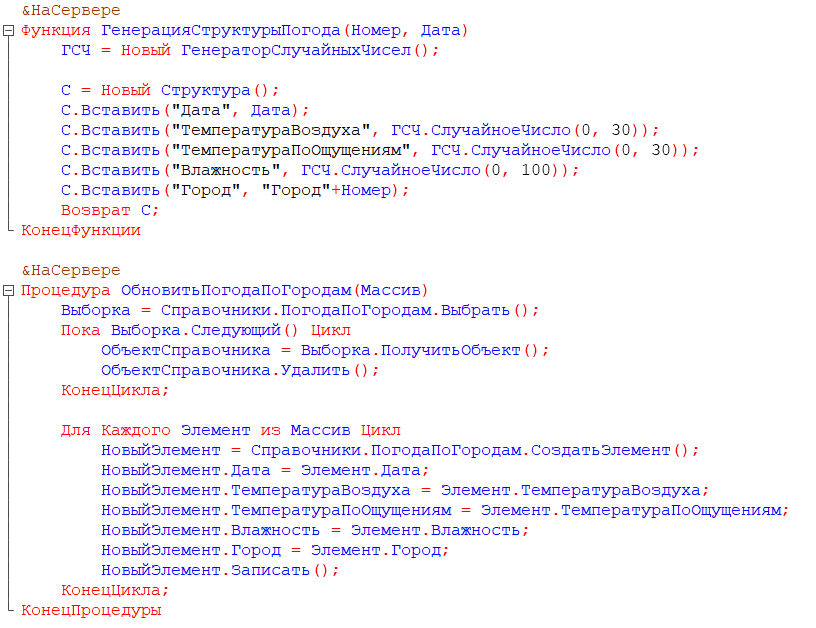 &НаСервере
Функция ГенерацияСтруктурыПогода(Номер, Дата)
    ГСЧ = Новый ГенераторСлучайныхЧисел();

    С = Новый Структура();
    С.Вставить("Дата", Дата);
    С.Вставить("ТемператураВоздуха", ГСЧ.СлучайноеЧисло(0, 30));
    С.Вставить("ТемператураПоОщущениям", ГСЧ.СлучайноеЧисло(0, 30));
    С.Вставить("Влажность", ГСЧ.СлучайноеЧисло(0, 100));
    С.Вставить("Город", "Город"+Номер);
    Возврат С;
КонецФункции

&НаСервере
Процедура ОбновитьПогодаПоГородам(Массив)
    Выборка = Справочники.ПогодаПоГородам.Выбрать();
    Пока Выборка.Следующий() Цикл
        ОбъектСправочника = Выборка.ПолучитьОбъект();
        ОбъектСправочника.Удалить();
    КонецЦикла;

    Для Каждого Элемент из Массив Цикл
        НовыйЭлемент = Справочники.ПогодаПоГородам.СоздатьЭлемент();
        НовыйЭлемент.Дата = Элемент.Дата;
        НовыйЭлемент.ТемператураВоздуха = Элемент.ТемператураВоздуха;
        НовыйЭлемент.ТемператураПоОщущениям = Элемент.ТемператураПоОщущениям;
        НовыйЭлемент.Влажность = Элемент.Влажность;
        НовыйЭлемент.Город = Элемент.Город;
        НовыйЭлемент.Записать();
    КонецЦикла;
КонецПроцедуры